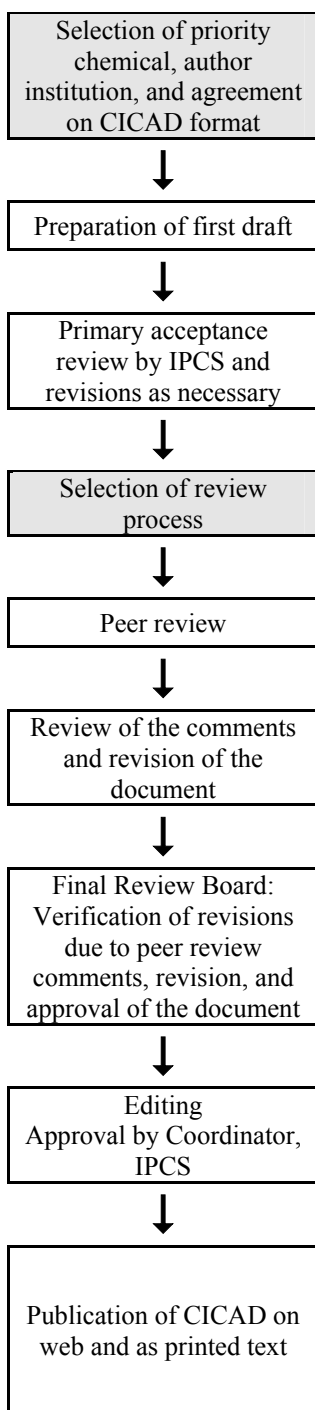 Selection of priority
chemical, author
institution, and agreement
on CICAD format
Preparation of first draft
Primary acceptance
review by IPCS and
revisions as necessary
Selection of review
process
Peer review
Review of the comments
and revision of the
document
Final Review Board:
Verification of revisions
due to peer review
comments, revision, and
approval of the document
Editing
Approval by Coordinator,
IPCS
Publication of CICAD on
web and as printed text